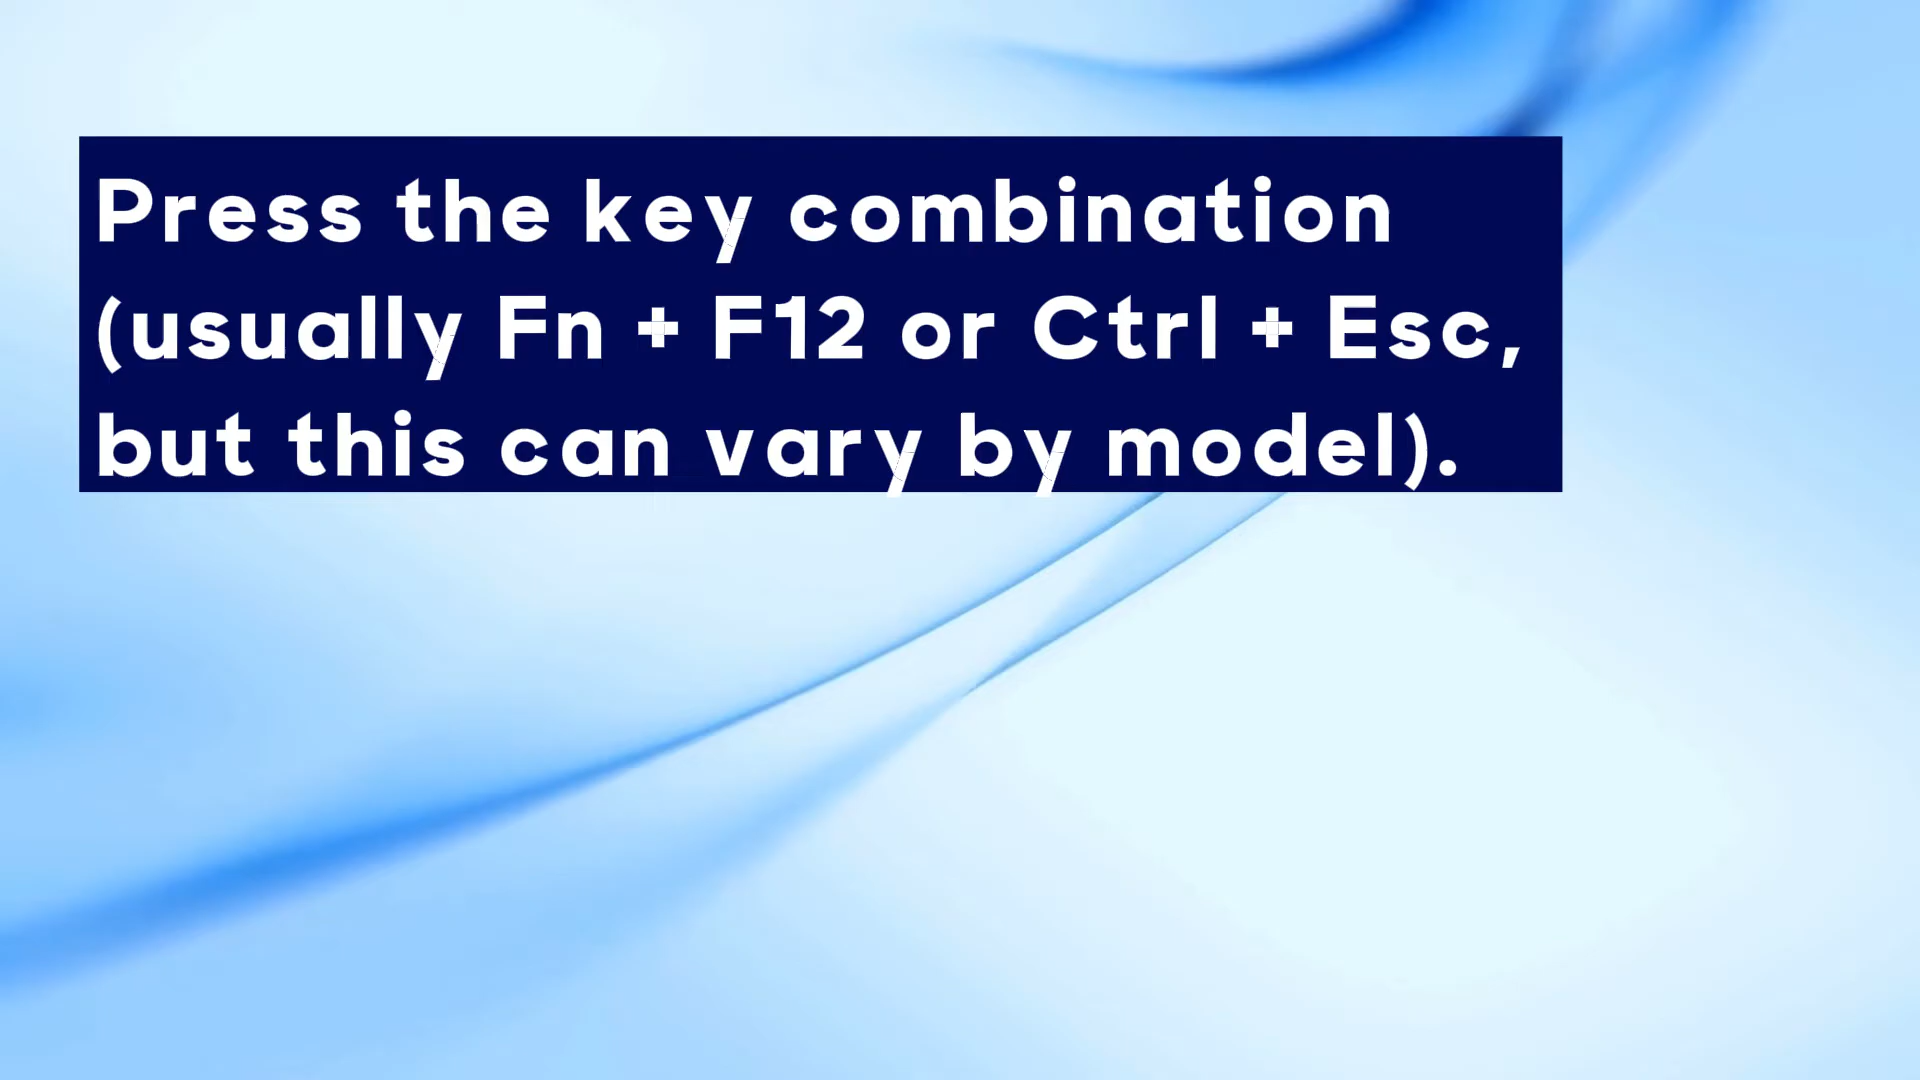 Press the key combination
(usually Fn + F12 or Ctrl + Esc,
but this can vary by model).